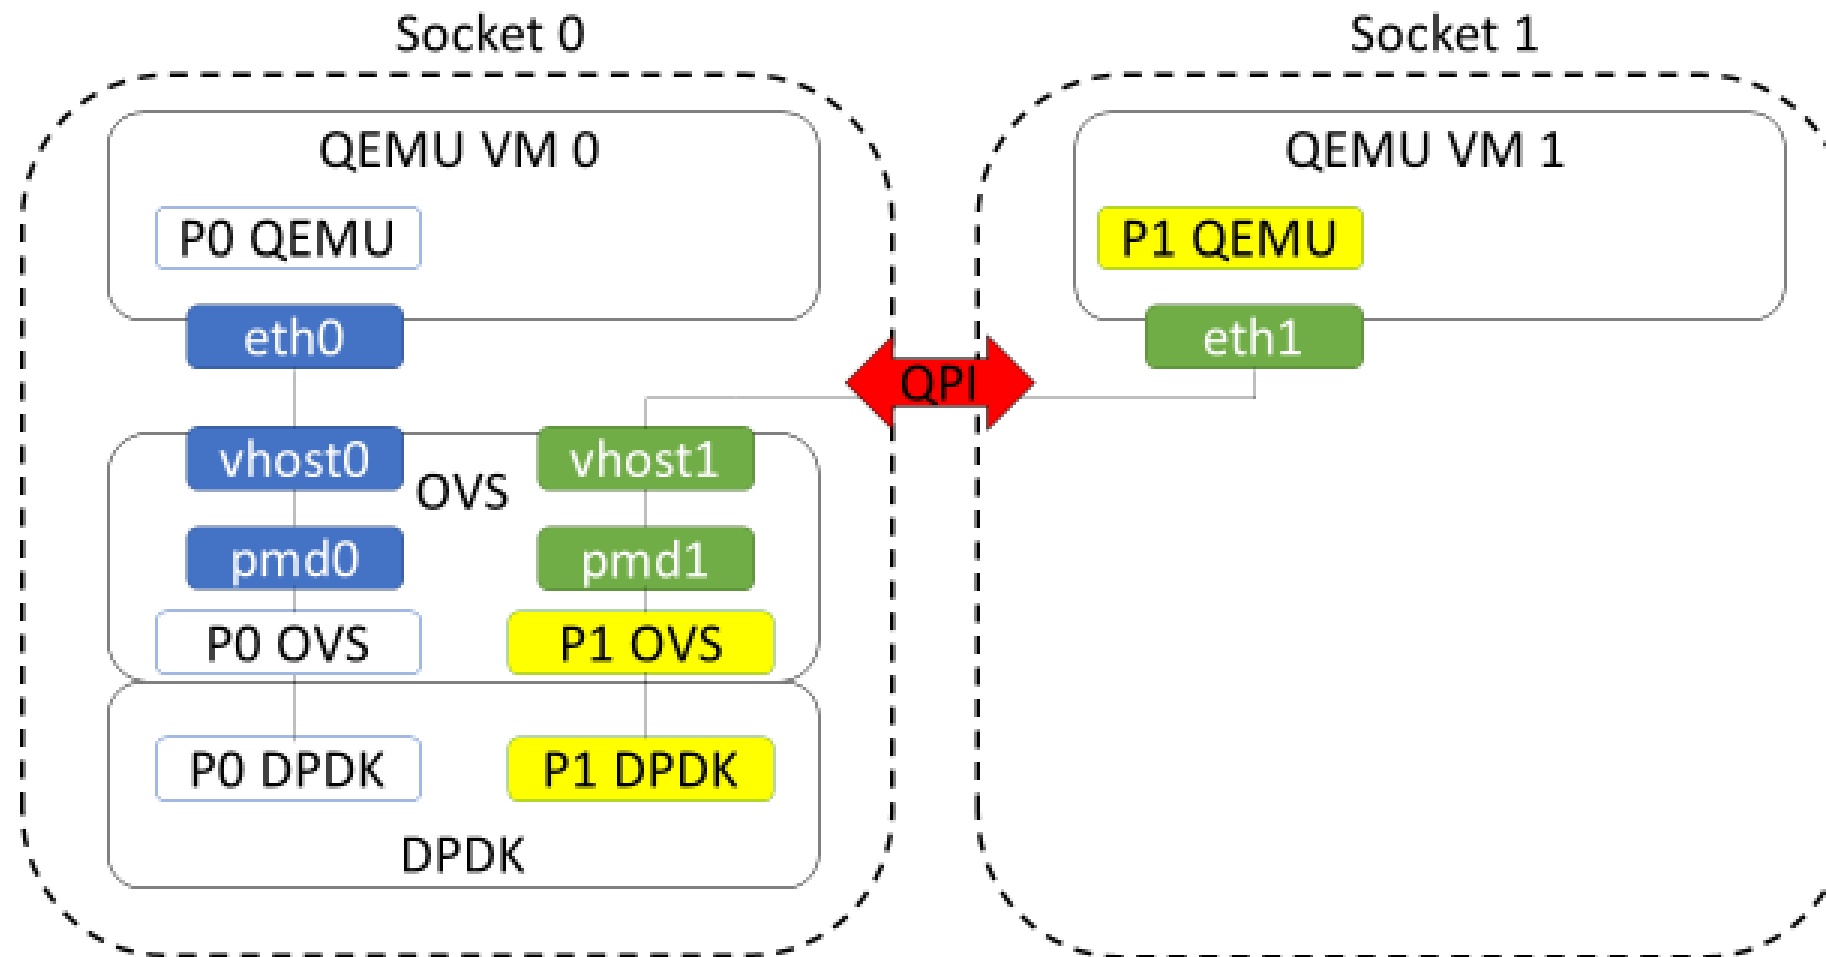 Socket 0
Socket 1
QEMU VM 0
QEMU VM 1
P0 QEMU
P1 QEMU
eth0
eth1
QPI
vhost0
OVS
vhost1
pmd0
pmd1
P0 OVS
P1 OVS
P0 DPDK
P1 DPDK
DPDK